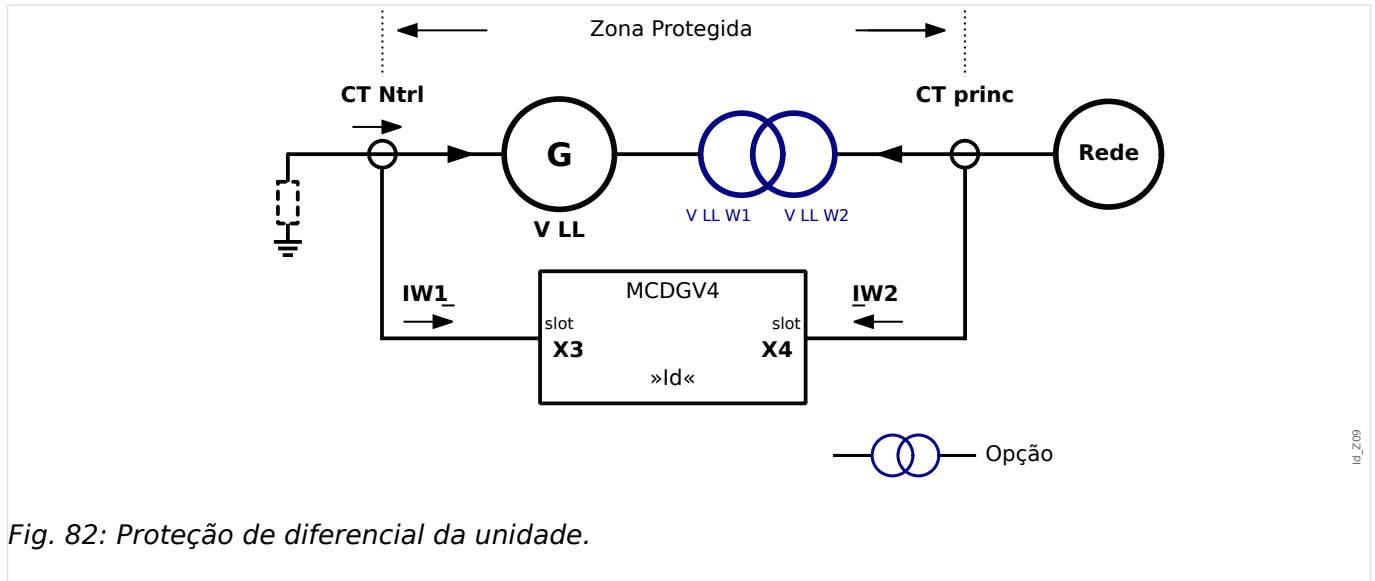 Zona Protegida
CT Ntrl
CT princ
G
Rede
V LL
V LL W1
V LL W2
IW1
IW2
MCDGV4
slot
slot
X3
X4
»Id«
Opção
Id_Z09
Fig. 82: Proteção de diferencial da unidade.